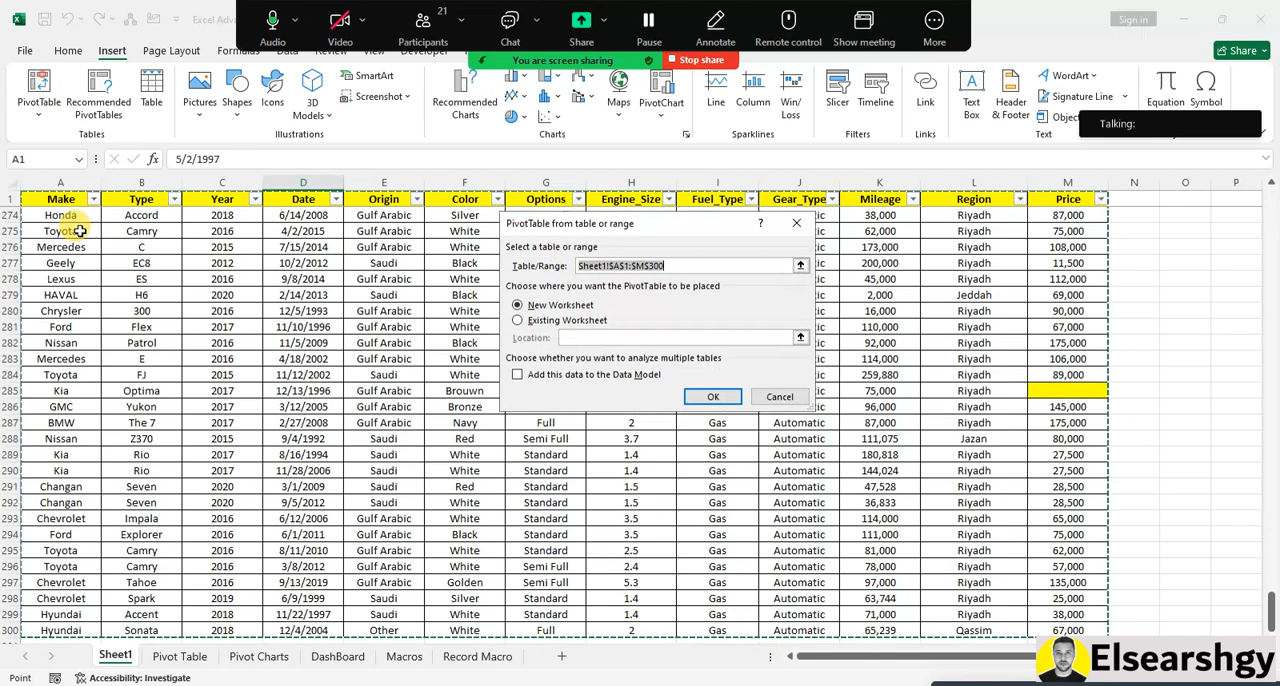 Excel Adva
21
Audio
Video
Participants
Chat
Share
Pause
Annotate
Remote control
Show meeting
More
You are screen sharing
Stop share
Sign in
File
Home
Insert
Page Layout
Formulas
Share
PivotTable
Recommended PivotTables
Table
Pictures
Shapes
Icons
3D Models
SmartArt
Screenshot
Recommended Charts
Maps
PivotChart
Line
Column
Win/ Loss
Slicer
Timeline
Link
Text Box
Header & Footer
WordArt
Signature Line
Object
Equation
Symbol
Tables
Illustrations
Charts
Sparklines
Filters
Links
Text
Talking:
A1
fx
5/2/1997
A B C D E F G H I J K L M N O P
1 Make Type Year Date Origin Color Options Engine_Size Fuel_Type Gear_Type Mileage Region Price
274 Honda Accord 2018 6/14/2008 Gulf Arabic Silver 38,000 Riyadh 87,000
275 Toyota Camry 2016 4/2/2015 Gulf Arabic White 62,000 Riyadh 75,000
276 Mercedes C 2015 7/15/2014 Gulf Arabic White 173,000 Riyadh 108,000
277 Geely EC8 2012 10/2/2014 Saudi Black 200,000 Riyadh
278 Lexus ES 2016 9/8/2014 Gulf Arabic White 45,000 Riyadh 112,000
279 HAVAL H6 2020 2/14/2013 Saudi Black 2,000 Jeddah 69,000
280 Chrysler 300 2016 12/5/1993 Gulf Arabic White 16,000 Riyadh 90,000
281 Ford Flex 2017 11/10/1996 Gulf Arabic White 110,000 Riyadh 67,000
282 Nissan Patrol 2016 11/5/2009 Gulf Arabic Black 92,000 Riyadh 175,000
283 Mercedes E 2016 4/18/2002 Gulf Arabic White 114,000 Riyadh 106,000
284 Toyota FJ 2015 11/12/2002 Saudi White 259,880 Riyadh 89,000
285 Kia Optima 2017 12/13/1996 Gulf Arabic Brouwn 75,000 Riyadh
286 GMC Yukon 2017 3/12/2005 Gulf Arabic Bronze 96,000 Riyadh 145,000
287 BMW The 7 2017 2/27/2008 Gulf Arabic Navy Full 2 Gas Automatic 87,000 Riyadh 175,000
288 Nissan Z370 2015 9/4/1992 Saudi Red Semi Full 3.7 Gas Automatic 111,075 Jazan 80,000
289 Kia Rio 2017 8/16/1994 Saudi White Standard 1.4 Gas Automatic 180,818 Riyadh 27,500
290 Kia Rio 2017 11/28/2006 Saudi White Standard 1.4 Gas Automatic 144,024 Riyadh 27,500
291 Changan Seven 2020 3/1/2009 Saudi Red Standard 1.5 Gas Automatic 47,528 Riyadh 28,500
292 Changan Seven 2020 9/5/2012 Saudi White Standard 1.5 Gas Automatic 36,833 Riyadh 28,500
293 Chevrolet Impala 2016 6/12/2006 Gulf Arabic White Standard 3.5 Gas Automatic 114,000 Riyadh 65,000
294 Ford Explorer 2016 6/1/2011 Gulf Arabic Black Standard 3.5 Gas Automatic 111,000 Riyadh 75,000
295 Toyota Camry 2016 8/11/2010 Gulf Arabic White Standard 2.5 Gas Automatic 81,000 Riyadh 62,000
296 Toyota Camry 2016 3/8/2012 Gulf Arabic White Semi Full 2.4 Gas Automatic 78,000 Riyadh 57,000
297 Chevrolet Tahoe 2016 9/13/2019 Gulf Arabic Golden Semi Full 5.3 Gas Automatic 97,000 Riyadh 135,000
298 Chevrolet Spark 2019 6/9/1999 Saudi Silver Standard 1.4 Gas Automatic 63,744 Riyadh 25,000
299 Hyundai Accent 2018 11/22/1997 Saudi White Standard 1.4 Gas Automatic 71,000 Riyadh 38,000
300 Hyundai Sonata 2018 12/4/2004 Other White Full 2 Gas Automatic 65,239 Qassim 67,000
PivotTable from table or range ?
Select a table or range
Table/Range: Sheet1!$A$1:$M$300
Choose where you want the PivotTable to be placed
New Worksheet
Existing Worksheet
Location:
Choose whether you want to analyze multiple tables
Add this data to the Data Model
OK
Cancel
Sheet1
Pivot Table
Pivot Charts
DashBoard
Macros
Record Macro
Point
Accessibility: Investigate
Elsearshgy